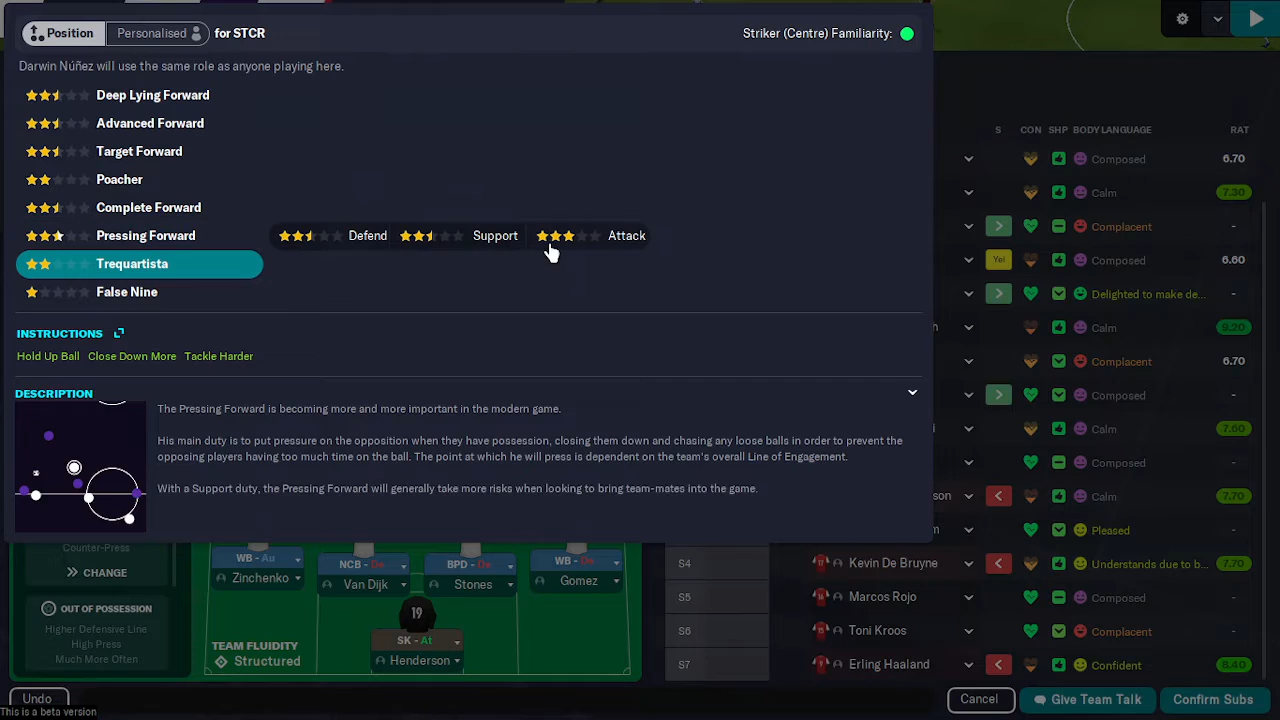 Position Personalised for STCR Striker (Centre) Familiarity:
Darwin Núñez will use the same role as anyone playing here.
Deep Lying Forward
Advanced Forward
Target Forward
Poacher
Complete Forward
Pressing Forward Defend Support Attack
Trequartista
False Nine
INSTRUCTIONS
Hold Up Ball Close Down More Tackle Harder
DESCRIPTION
The Pressing Forward is becoming more and more important in the modern game.
His main duty is to put pressure on the opposition when they have possession, closing them down and chasing any loose balls in order to prevent the
opposing players having too much time on the ball. The point at which he will press is dependent on the team's overall Line of Engagement.
With a Support duty, the Pressing Forward will generally take more risks when looking to bring team-mates into the game.
S CON SHP BODY LANGUAGE RAT
Composed 6.70
Calm 7.30
Complacent -
Yel Composed 6.60
Delighted to make de... -
Calm 9.20
Complacent 6.70
Composed -
Calm 7.60
Composed -
son Calm 7.70
Pleased -
Counter-Press
CHANGE
OUT OF POSSESSION
Higher Defensive Line
High Press
Much More Often
WB - Au NCB - De BPD - De WB - De
Zinchenko Van Dijk Stones Gomez
19
SK - At
Henderson
TEAM FLUIDITY
Structured
S4 Kevin De Bruyne Understands due to b... 7.70
S5 Marcos Rojo Composed -
S6 Toni Kroos Complacent -
S7 Erling Haaland Confident 8.40
Undo Cancel Give Team Talk Confirm Subs
This is a beta version